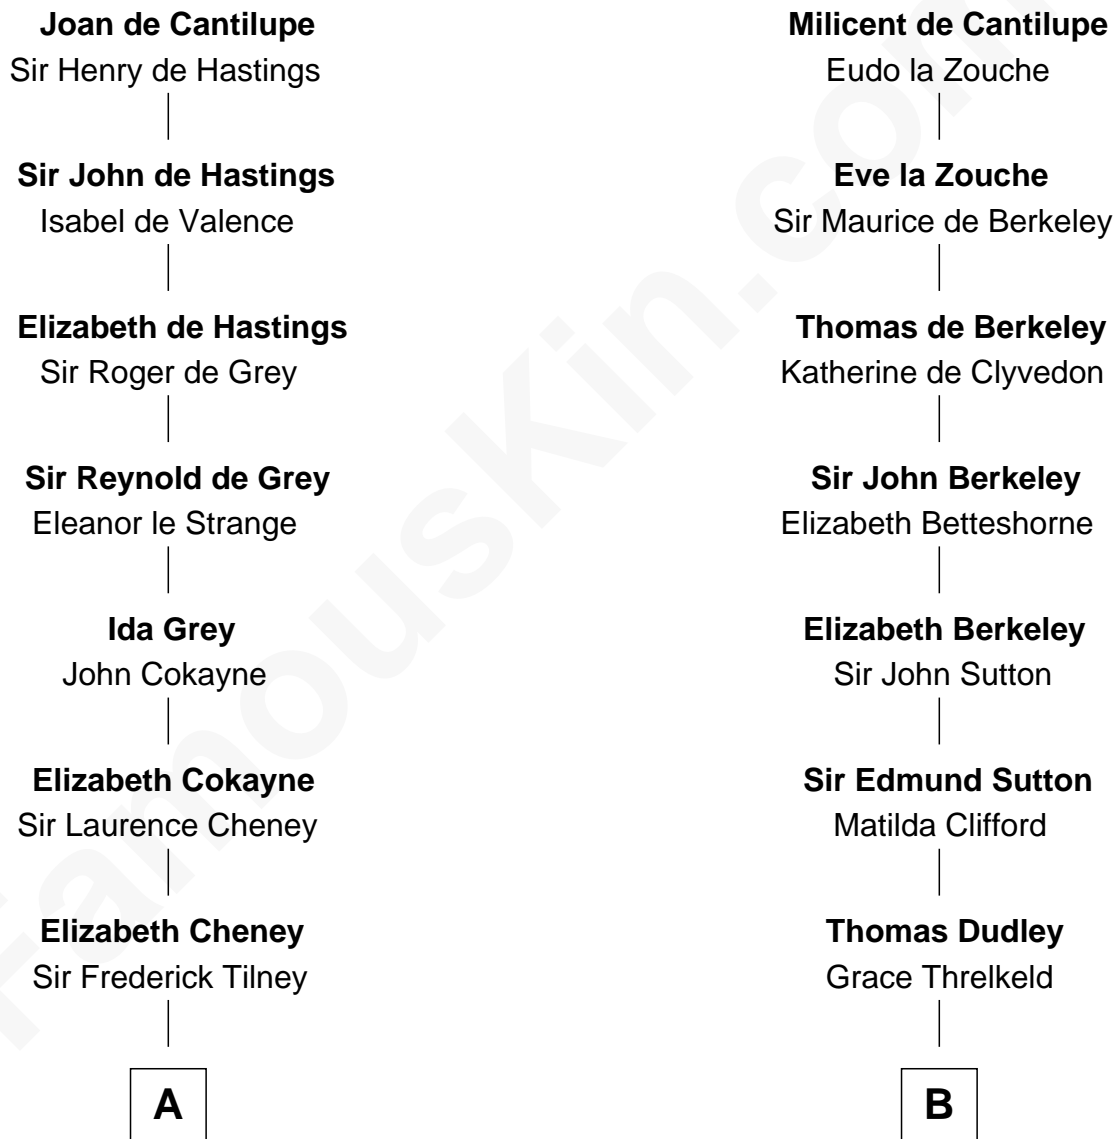 Joan de Cantilupe
Sir Henry de Hastings
Sir John de Hastings
Isabel de Valence
Elizabeth de Hastings
Sir Roger de Grey
Sir Reynold de Grey
Eleanor le Strange
Ida Grey
John Cokayne
Elizabeth Cokayne
Sir Laurence Cheney
Elizabeth Cheney
Sir Frederick Tilney
A
Milicent de Cantilupe
Eudo la Zouche
Eve la Zouche
Sir Maurice de Berkeley
Thomas de Berkeley
Katherine de Clyvedon
Sir John Berkeley
Elizabeth Betteshorne
Elizabeth Berkeley
Sir John Sutton
Sir Edmund Sutton
Matilda Clifford
Thomas Dudley
Grace Threlkeld
B
FamousKin.com